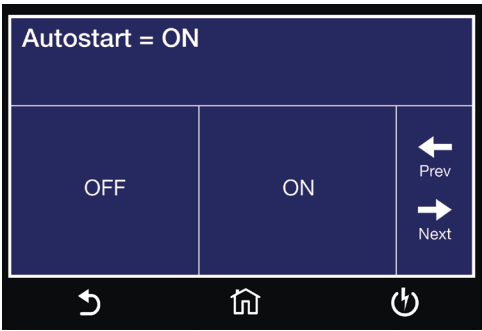 Autostart = ON
OFF
ON
Prev
Next